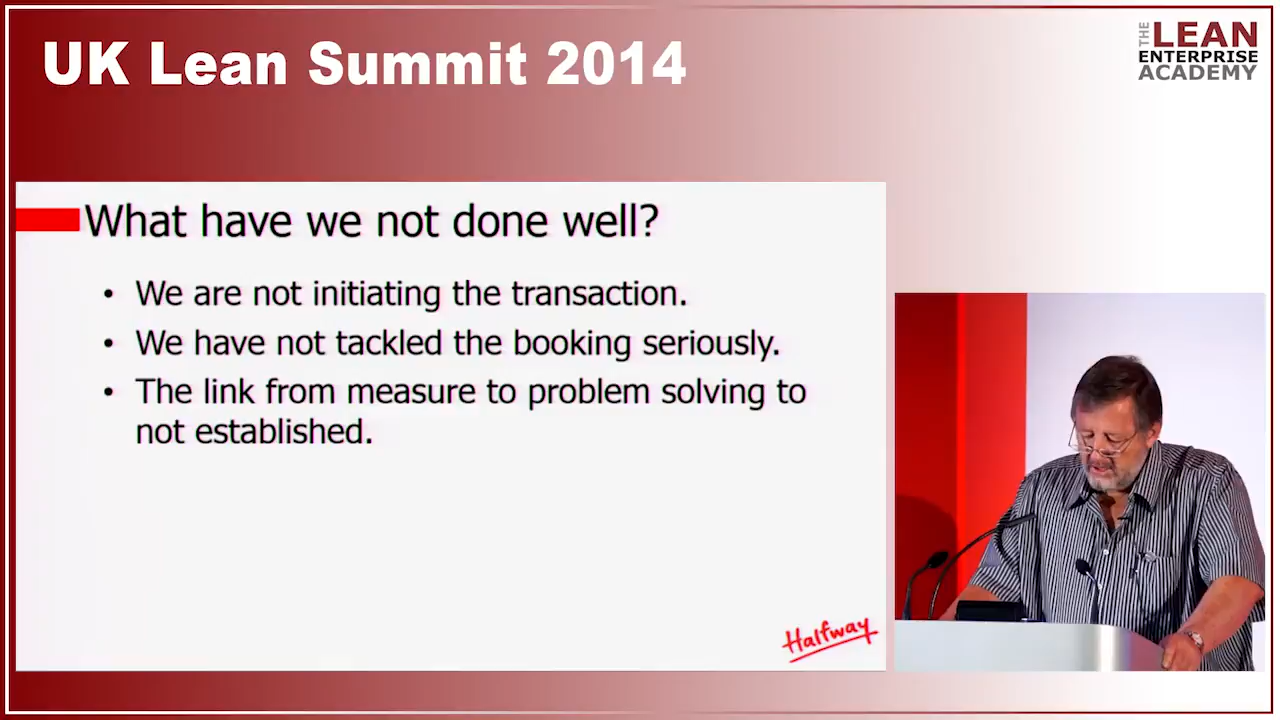 UK Lean Summit 2014
THE LEAN
ENTERPRISE
ACADEMY
What have we not done well?
• We are not initiating the transaction.
• We have not tackled the booking seriously.
• The link from measure to problem solving to
not established.
Halfway